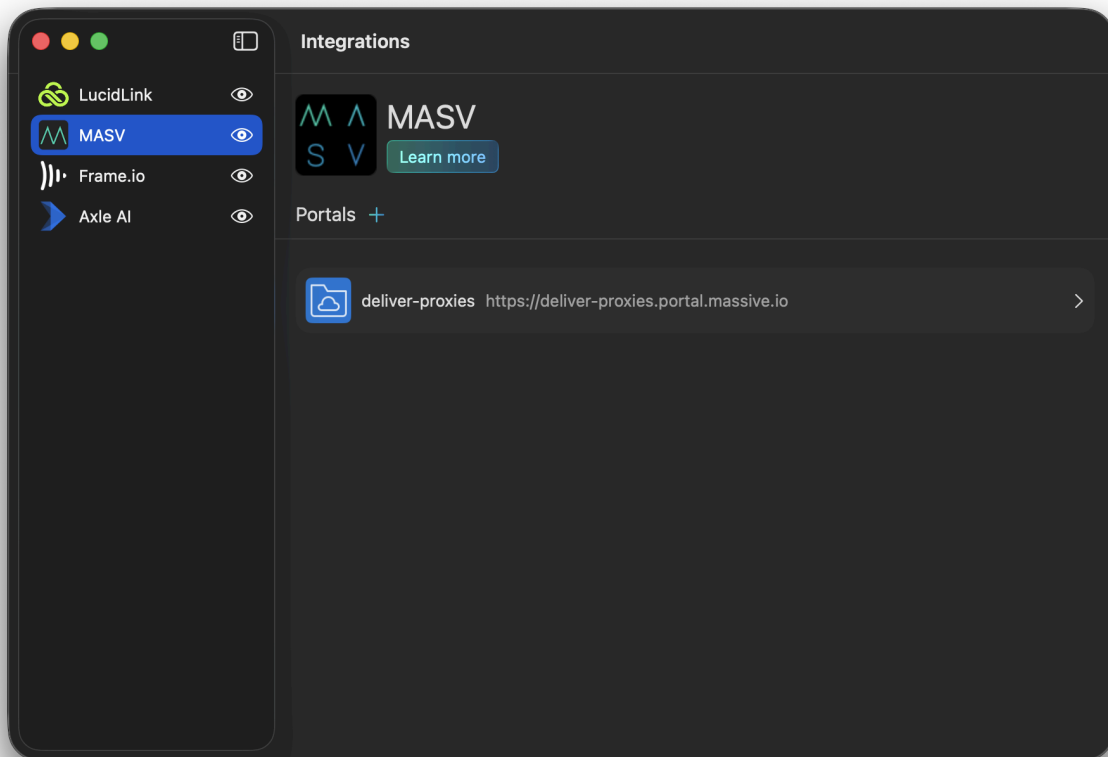 Integrations
LucidLink
MASV
Frame.io
Axle AI
M Λ
S V
MASV
Learn more
Portals +
deliver-proxies https://deliver-proxies.portal.massive.io